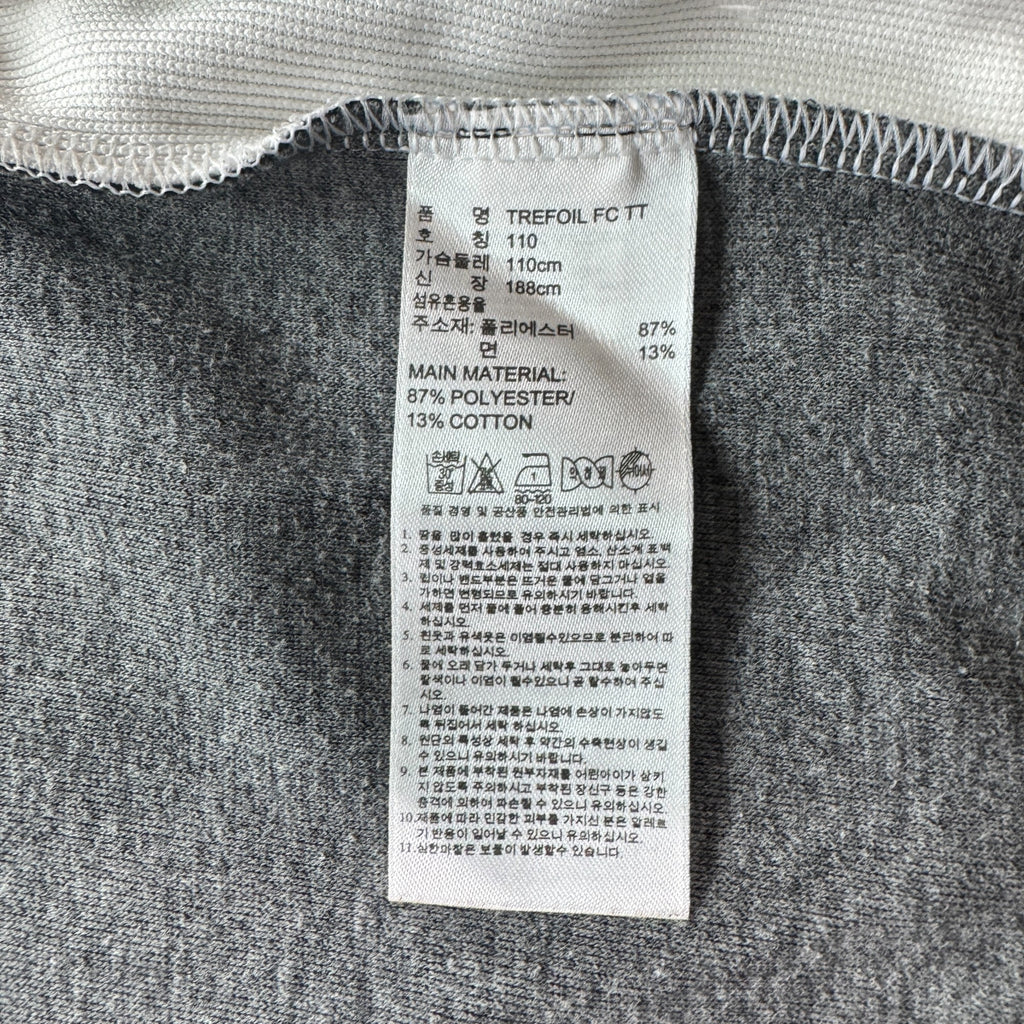 품 명 TREFOIL FC TT
호 칭 110
가슴둘레 110cm
신 장 188cm
섬유혼용율
주소재: 폴리에스터 87%
면 13%
MAIN MATERIAL:
87% POLYESTER/
13% COTTON
손세탁
30
중성
1
80-120
품질 경영 및 공산품 안전관리법에 의한 표시
1. 땀을 많이 흘렸을 경우 즉시 세탁하십시오.
2. 중성세제를 사용하여 주시고 염소, 산소계 표백
제 및 강력효소세제는 절대 사용하지 마십시오
3. 립이나 밴드부분은 뜨거운 물에 담그거나 열을
가하면 변형되므로 유의하시기 바랍니다.
4. 세제를 먼저 물에 풀어 충분히 용해시킨후 세탁
하십시오.
5. 흰옷과 유색옷은 이염될수있으므로 분리하여 따
로 세탁하십시오.
6. 물에 오래 담가 두거나 세탁후 그대로 놓아두면
탈색이나 이염이 될수있으니 곧 탈수하여 주십
시오.
7. 나염이 들어간 제품은 나염에 손상이 가지않도
록 뒤집어서 세탁 하십시오.
8. 원단의 특성상 세탁 후 약간의 수축현상이 생길
수 있으니 유의하시기 바랍니다.
9. 본 제품에 부착된 원부자재를 어린아이가 삼키
지 않도록 주의하시고 부착된 장신구 등은 강한
충격에 의하여 파손될 수 있으니 유의하십시오
10.제품에 따라 민감한 피부를 가지신 분은 알레르
기 반응이 일어날 수 있으니 유의하십시오.
11.심한마찰은 보풀이 발생할수 있습니다.